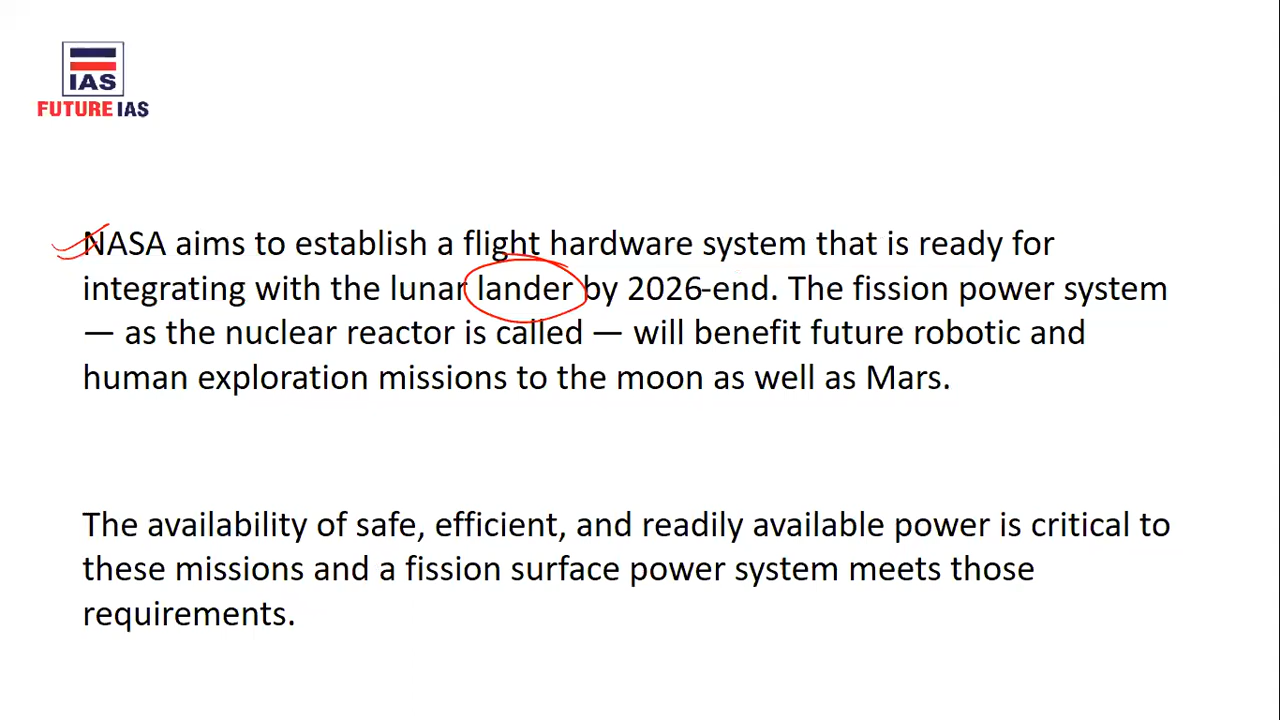 IAS
FUTURE IAS
NASA aims to establish a flight hardware system that is ready for
integrating with the lunar lander by 2026-end. The fission power system
— as the nuclear reactor is called — will benefit future robotic and
human exploration missions to the moon as well as Mars.
The availability of safe, efficient, and readily available power is critical to
these missions and a fission surface power system meets those
requirements.